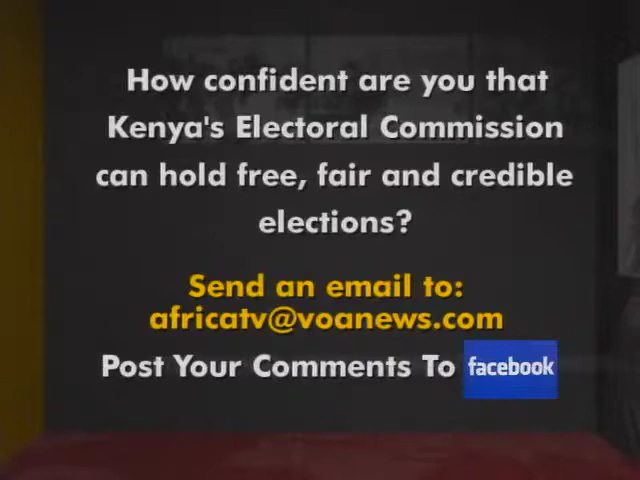 How confident are you that
Kenya's Electoral Commission
can hold free, fair and credible
elections?
Send an email to:
africatv@voanews.com
Post Your Comments To facebook